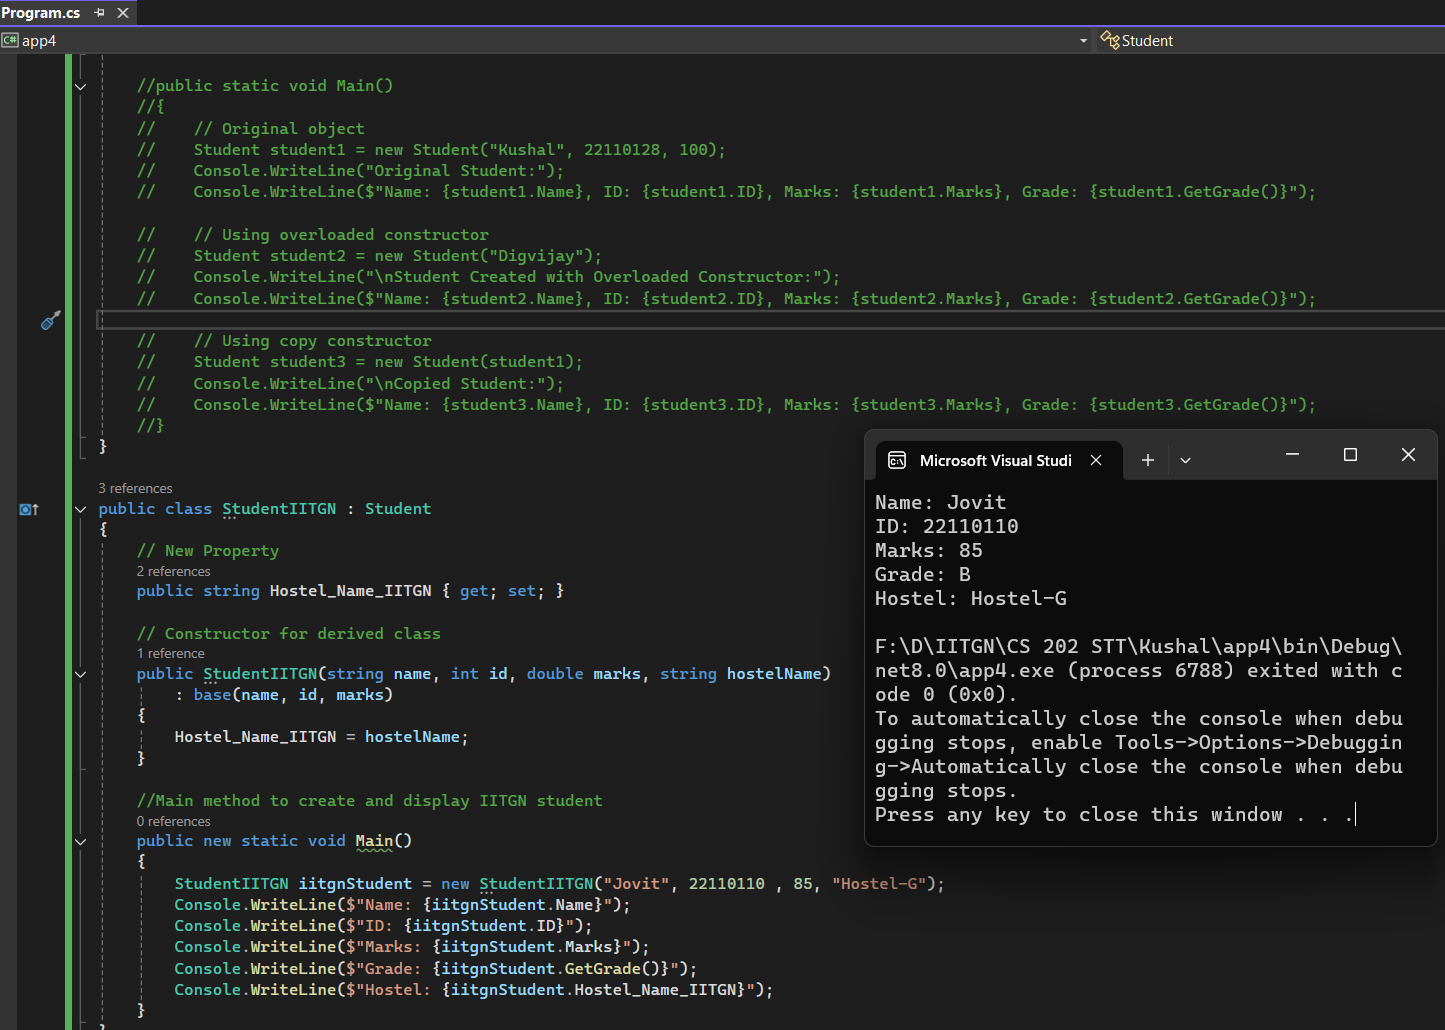 Program.cs
C# app4
Student
//public static void Main()
//{
//    // Original object
//    Student student1 = new Student("Kushal", 22110128, 100);
//    Console.WriteLine("Original Student:");
//    Console.WriteLine($"Name: {student1.Name}, ID: {student1.ID}, Marks: {student1.Marks}, Grade: {student1.GetGrade()}");
//    // Using overloaded constructor
//    Student student2 = new Student("Digvijay");
//    Console.WriteLine("\nStudent Created with Overloaded Constructor:");
//    Console.WriteLine($"Name: {student2.Name}, ID: {student2.ID}, Marks: {student2.Marks}, Grade: {student2.GetGrade()}");
//    // Using copy constructor
//    Student student3 = new Student(student1);
//    Console.WriteLine("\nCopied Student:");
//    Console.WriteLine($"Name: {student3.Name}, ID: {student3.ID}, Marks: {student3.Marks}, Grade: {student3.GetGrade()}");
//}
}
3 references
public class StudentIITGN : Student
{
// New Property
2 references
public string Hostel_Name_IITGN { get; set; }
// Constructor for derived class
1 reference
public StudentIITGN(string name, int id, double marks, string hostelName)
: base(name, id, marks)
{
Hostel_Name_IITGN = hostelName;
}
//Main method to create and display IITGN student
0 references
public new static void Main()
{
StudentIITGN iitgnStudent = new StudentIITGN("Jovit", 22110110 , 85, "Hostel-G");
Console.WriteLine($"Name: {iitgnStudent.Name}");
Console.WriteLine($"ID: {iitgnStudent.ID}");
Console.WriteLine($"Marks: {iitgnStudent.Marks}");
Console.WriteLine($"Grade: {iitgnStudent.GetGrade()}");
Console.WriteLine($"Hostel: {iitgnStudent.Hostel_Name_IITGN}");
}
}
Microsoft Visual Studi
Name: Jovit
ID: 22110110
Marks: 85
Grade: B
Hostel: Hostel-G
F:\D\IITGN\CS 202 STT\Kushal\app4\bin\Debug\
net8.0\app4.exe (process 6788) exited with c
ode 0 (0x0).
To automatically close the console when debu
gging stops, enable Tools->Options->Debuggin
g->Automatically close the console when debu
gging stops.
Press any key to close this window . . .